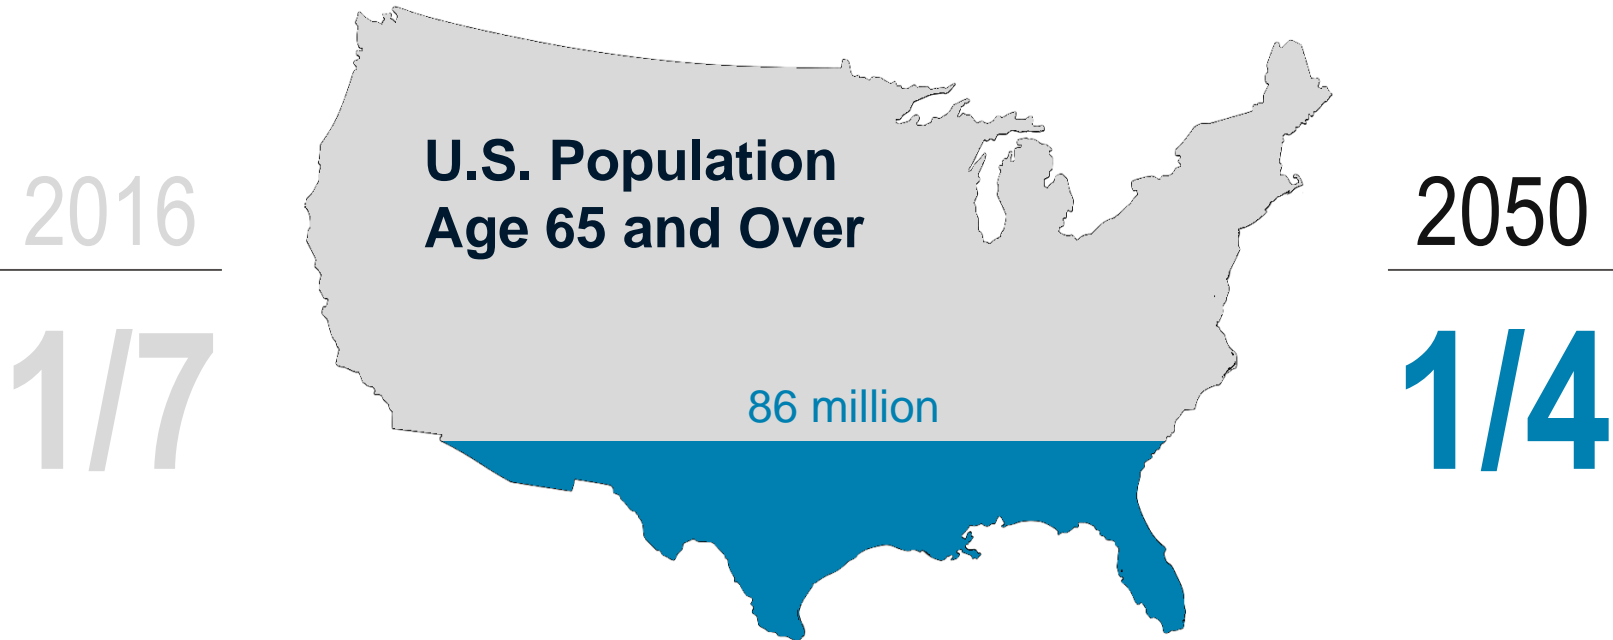 2016
1/7
U.S. Population
Age 65 and Over
86 million
2050
1/4